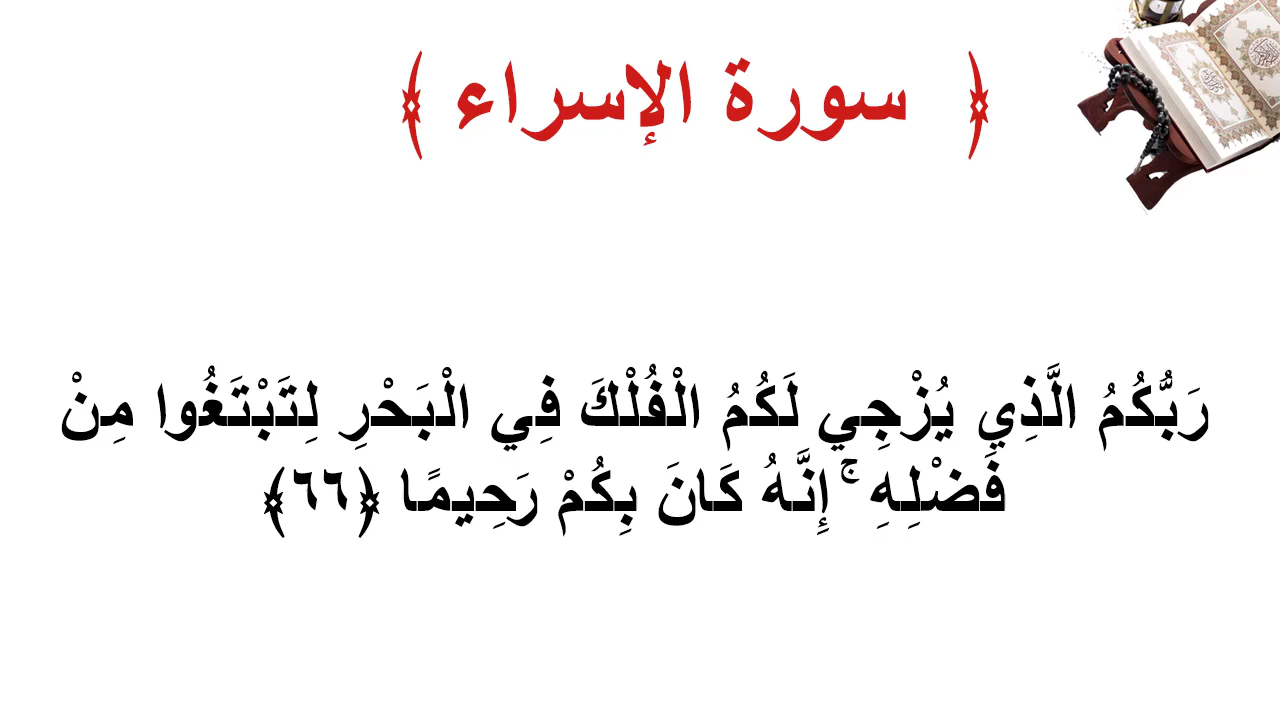 ﴿ سورة الإسراء ﴾
رَبُّكُمُ الَّذِي يُزْجِي لَكُمُ الْفُلْكَ فِي الْبَحْرِ لِتَبْتَغُوا مِنْ
فَضْلِهِ ۚ إِنَّهُ كَانَ بِكُمْ رَحِيمًا ﴿٦٦﴾